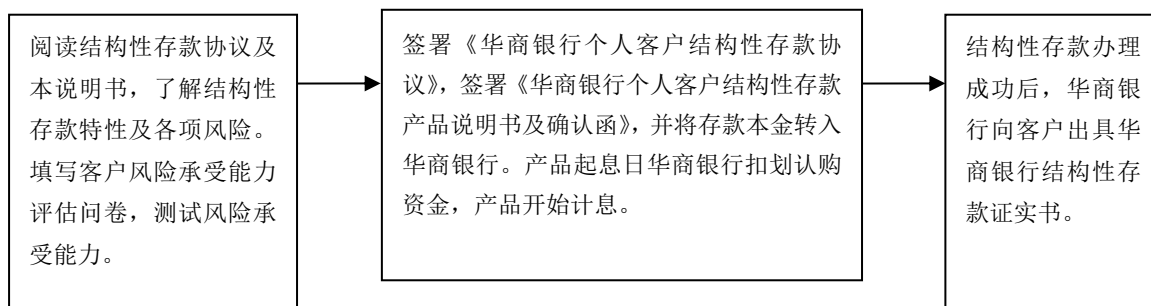 阅读结构性存款协议及
本说明书，了解结构性
存款特性及各项风险。
填写客户风险承受能力
评估问卷，测试风险承
受能力。
签署《华商银行个人客户结构性存款协
议》，签署《华商银行个人客户结构性存款
产品说明书及确认函》，并将存款本金转入
华商银行。产品起息日华商银行扣划认购
资金，产品开始计息。
结构性存款办理
成功后，华商银
行向客户出具华
商银行结构性存
款证实书。